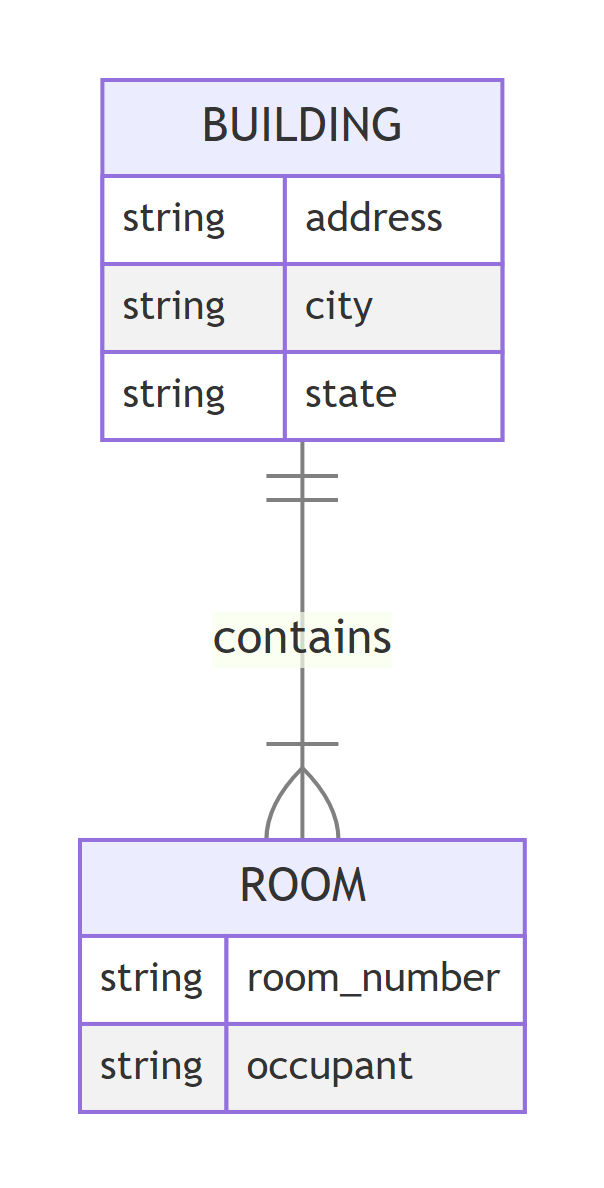 BUILDING
string address
string city
string state
contains
ROOM
string room_number
string occupant